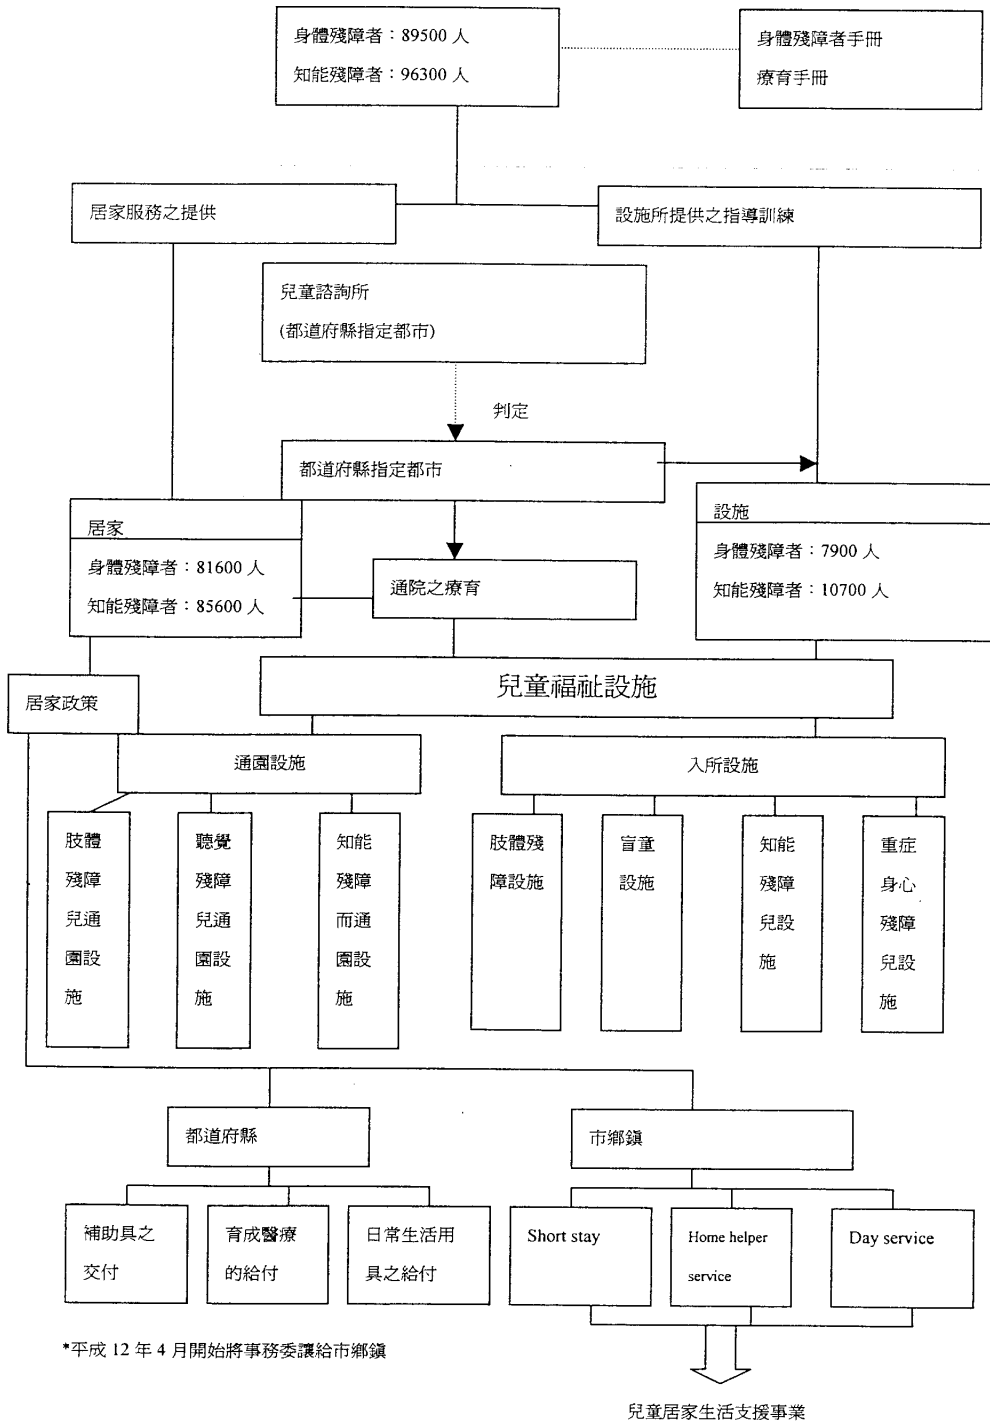 身體殘障者：89500 人
知能殘障者：96300 人
身體殘障者手冊
療育手冊
居家服務之提供
設施所提供之指導訓練
兒童諮詢所
(都道府縣指定都市)
判定
都道府縣指定都市
居家
身體殘障者：81600 人
知能殘障者：85600 人
通院之療育
設施
身體殘障者：7900 人
知能殘障者：10700 人
居家政策
兒童福祉設施
通園設施
入所設施
肢體
殘障
兒通
園設
施
聽覺
殘障
兒通
園設
施
知能
殘障
而通
園設
施
肢體殘
障設施
盲童
設施
知能
殘障
兒設
施
重症
身心
殘障
兒設
施
都道府縣
市鄉鎮
補助具之
交付
育成醫療
的給付
日常生活用
具之給付
Short stay
Home helper
service
Day service
*平成 12 年 4 月開始將事務委讓給市鄉鎮
兒童居家生活支援事業